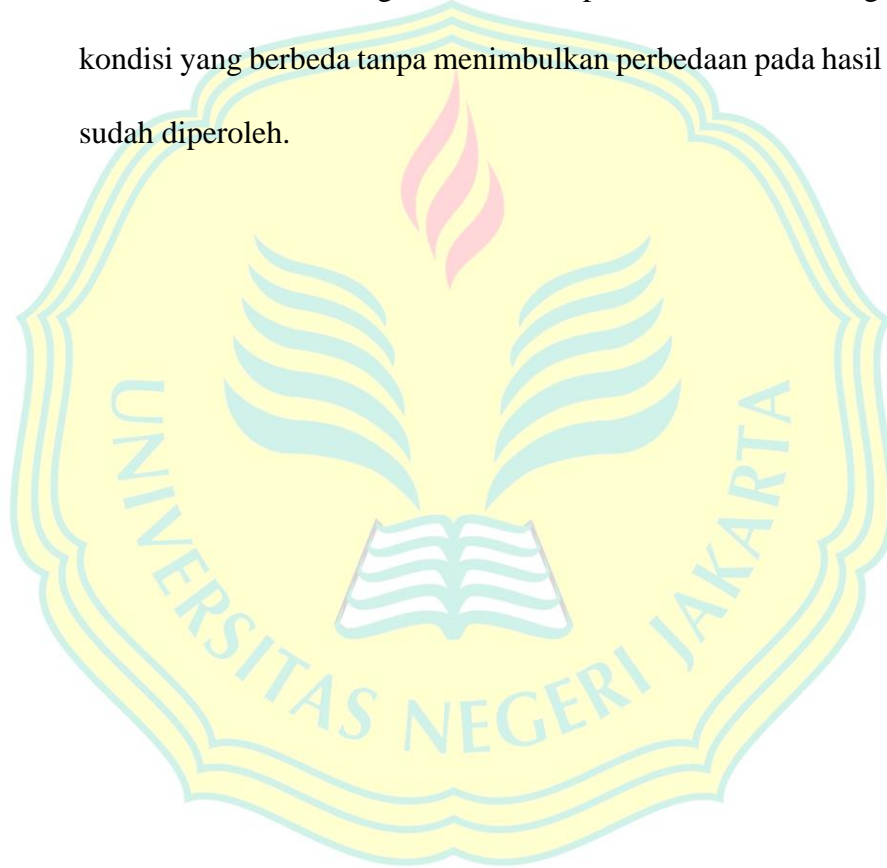 kondisi yang berbeda tanpa menimbulkan perbedaan pada hasil
sudah diperoleh.
UNIVERSITAS NEGERI JAKARTA